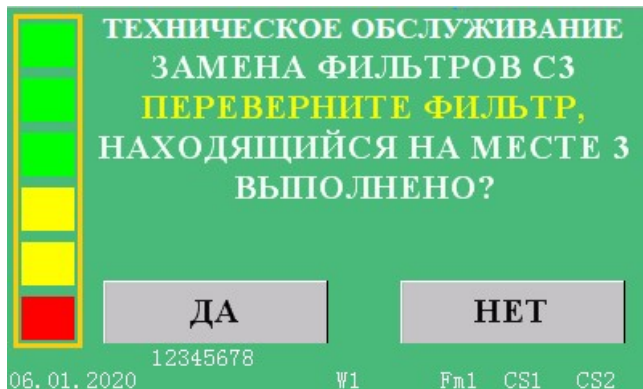 ТЕХНИЧЕСКОЕ ОБСЛУЖИВАНИЕ
ЗАМЕНА ФИЛЬТРОВ С3
ПЕРЕВЕРНИТЕ ФИЛЬТР,
НАХОДЯЩИЙСЯ НА МЕСТЕ 3
ВЫПОЛНЕНО?
ДА НЕТ
12345678
06.01.2020 W1 Fm1 CS1 CS2